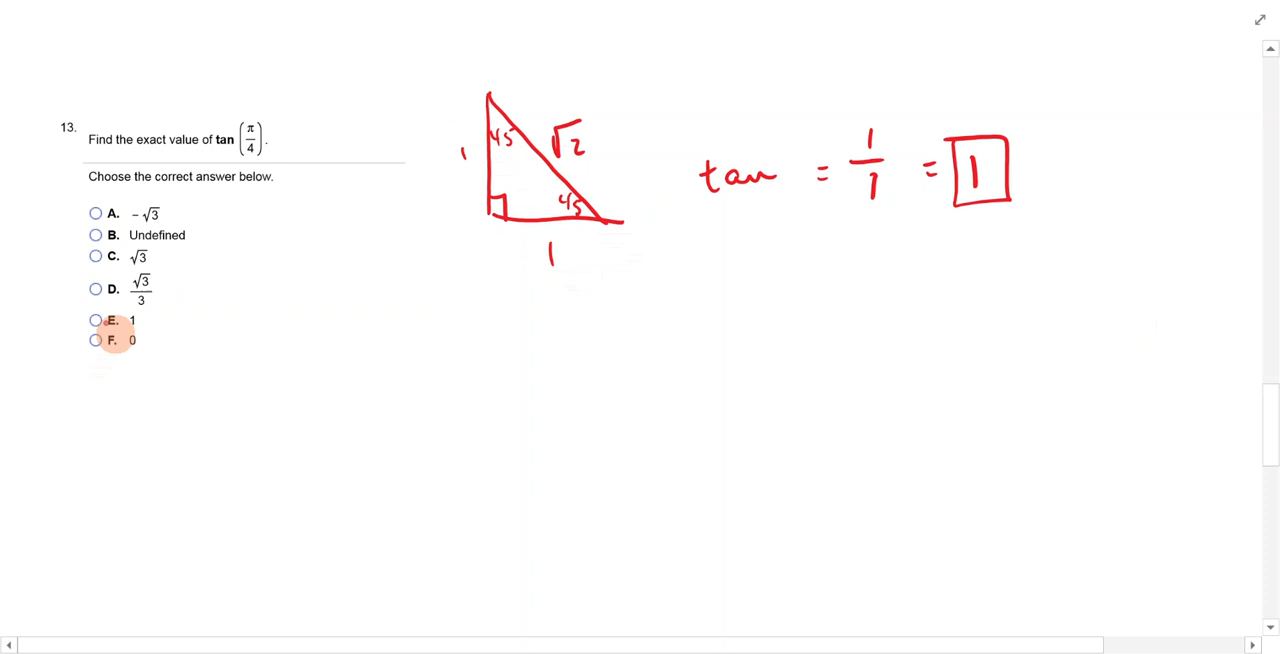 13.
Find the exact value of tan (π/4).
Choose the correct answer below.
A. -√3
B. Undefined
C. √3
D. √3/3
E. 1
F. 0
45
√2
1
45
1
tan = 1/1 = 1